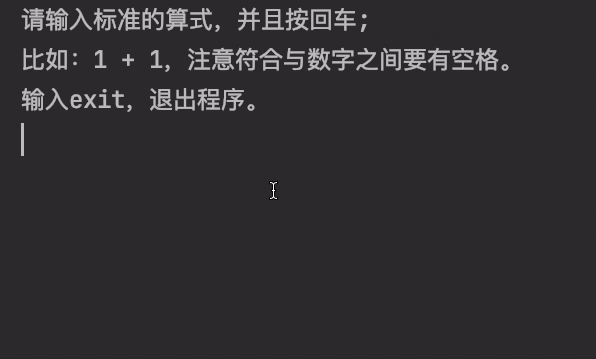 请输入标准的算式，并且按回车；
比如：1 + 1，注意符合与数字之间要有空格。
输入exit，退出程序。